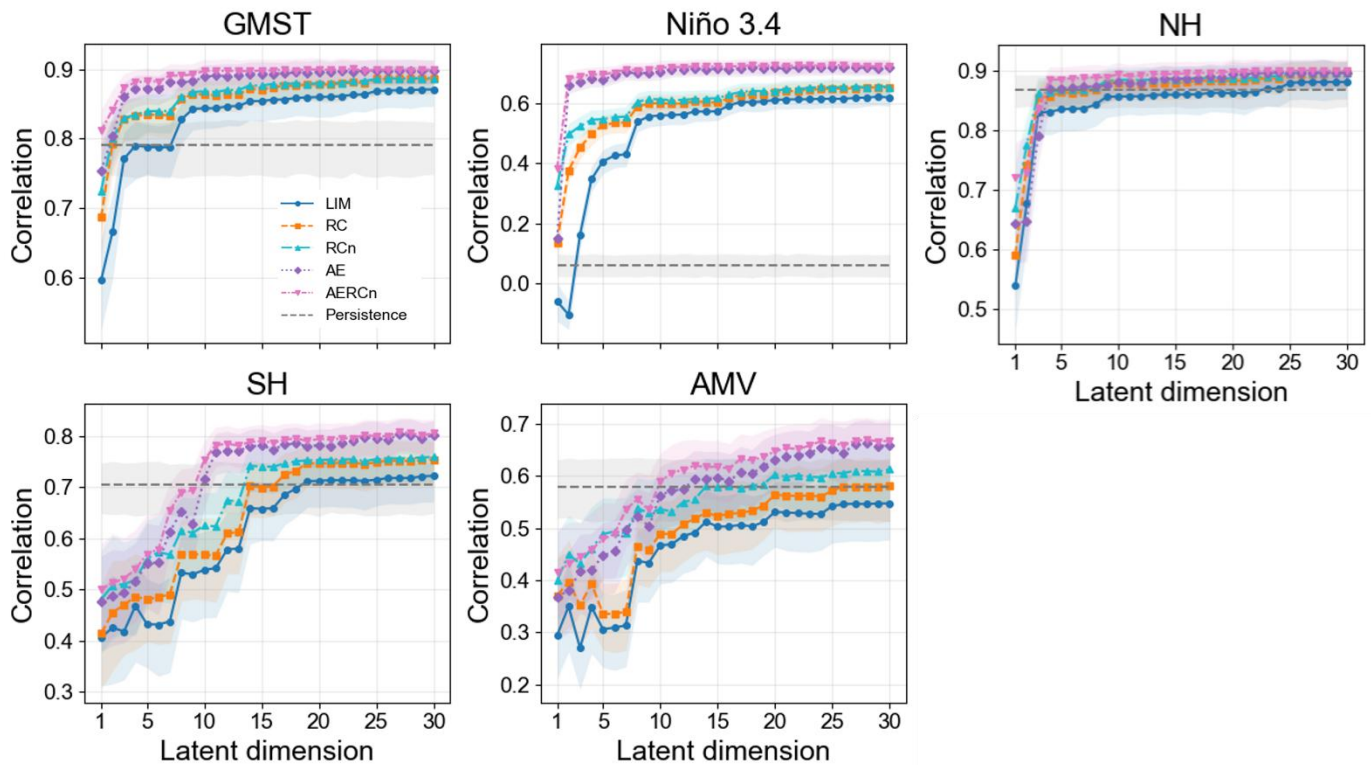 GMST
Correlation
0.9
0.8
0.7
0.6
LIM
RC
RCn
AE
AERCn
Persistence
Niño 3.4
Correlation
0.6
0.4
0.2
0.0
NH
Correlation
0.9
0.8
0.7
0.6
0.5
1 5 10 15 20 25 30
Latent dimension
SH
Correlation
0.8
0.7
0.6
0.5
0.4
0.3
1 5 10 15 20 25 30
Latent dimension
AMV
Correlation
0.7
0.6
0.5
0.4
0.3
0.2
1 5 10 15 20 25 30
Latent dimension